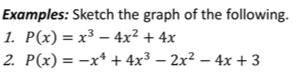 Examples: Sketch the graph of the following.
1. P(x) = x³ − 4x² + 4x
2. P(x) = −x⁴ + 4x³ − 2x² − 4x + 3